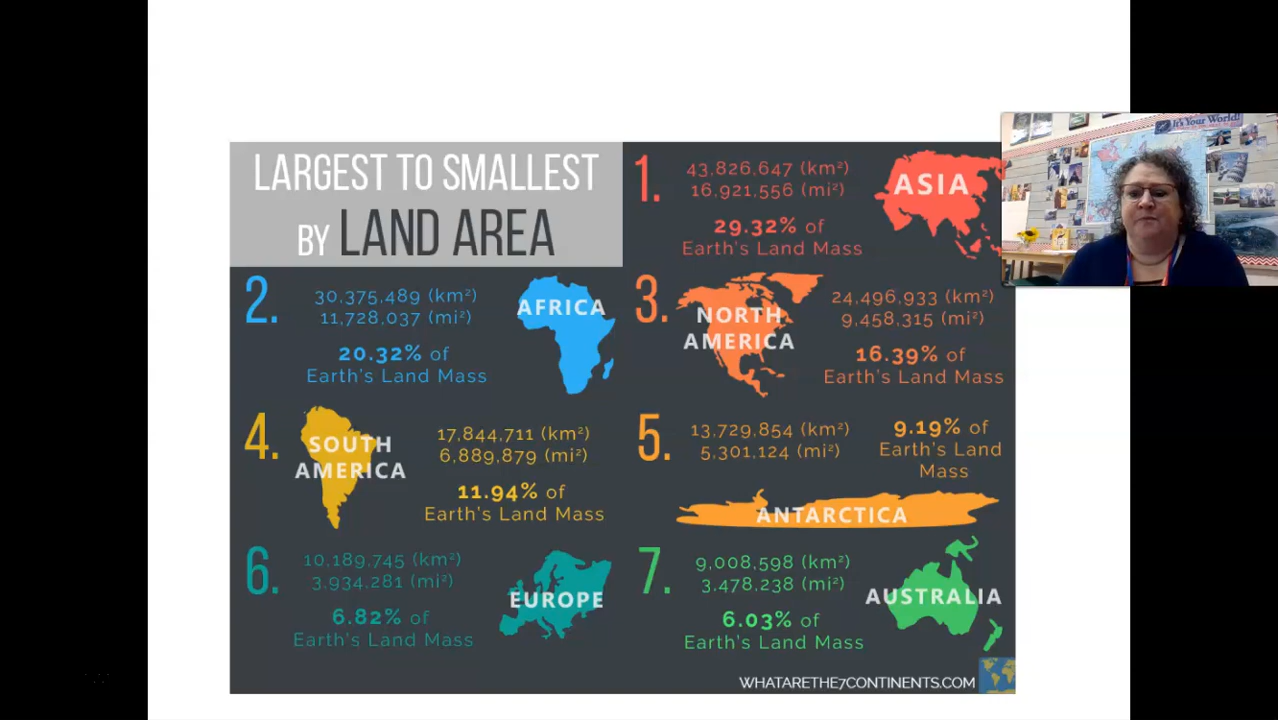 LARGEST TO SMALLEST
BY LAND AREA
1.
43,826,647 (km²)
16,921,556 (mi²)
29.32% of
Earth's Land Mass
ASIA
2.
30,375,489 (km²)
11,728,037 (mi²)
20.32% of
Earth's Land Mass
AFRICA
3.
NORTH
AMERICA
24,496,933 (km²)
9,458,315 (mi²)
16.39% of
Earth's Land Mass
4.
SOUTH
AMERICA
17,844,711 (km²)
6,889,879 (mi²)
11.94% of
Earth's Land Mass
5.
13,729,854 (km²)
5,301,124 (mi²)
9.19% of
Earth's Land
Mass
ANTARCTICA
6.
10,189,745 (km²)
3,934,281 (mi²)
6.82% of
Earth's Land Mass
EUROPE
7.
9,008,598 (km²)
3,478,238 (mi²)
6.03% of
Earth's Land Mass
AUSTRALIA
WHATARETHE7CONTINENTS.COM
It's Your World!